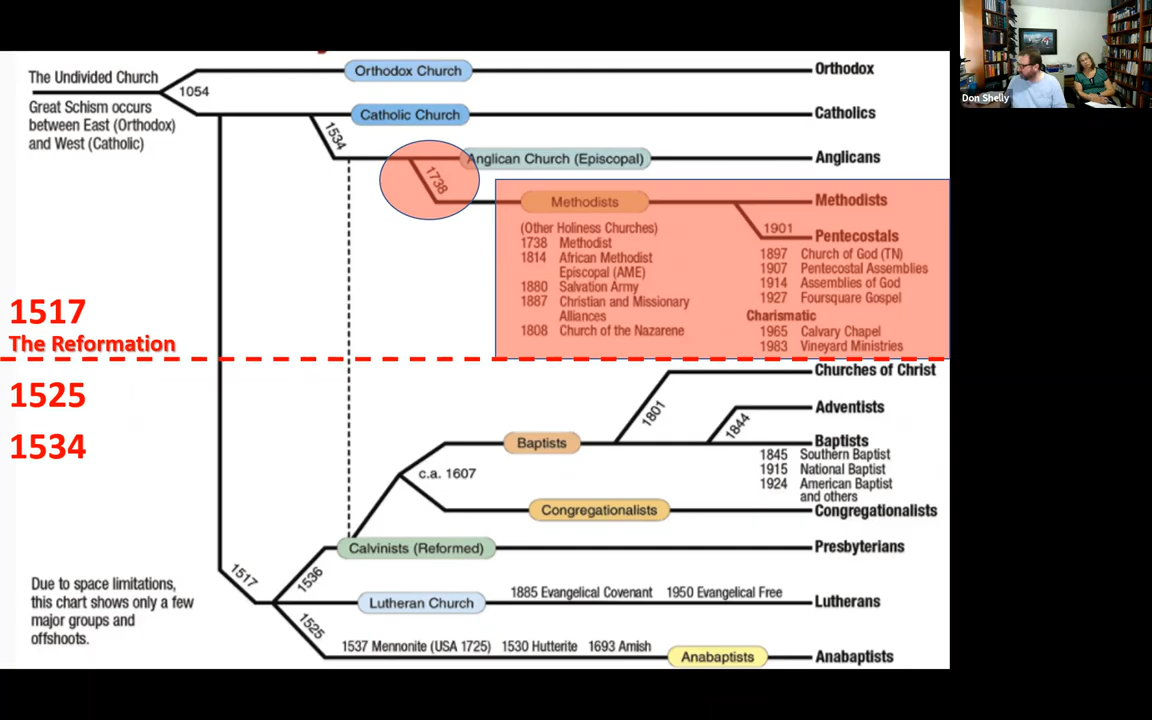 Don Shelly
The Undivided Church
1054
Great Schism occurs
between East (Orthodox)
and West (Catholic)
Orthodox Church
Orthodox
Catholic Church
Catholics
1534
Anglican Church (Episcopal)
Anglicans
1738
Methodists
Methodists
(Other Holiness Churches)
1738 Methodist
1814 African Methodist
Episcopal (AME)
1880 Salvation Army
1887 Christian and Missionary
Alliances
1808 Church of the Nazarene
1901
Pentecostals
1897 Church of God (TN)
1907 Pentecostal Assemblies
1914 Assemblies of God
1927 Foursquare Gospel
Charismatic
1965 Calvary Chapel
1983 Vineyard Ministries
1517
The Reformation
1525
1534
Churches of Christ
1801
Adventists
1844
Baptists
Baptists
1845 Southern Baptist
1915 National Baptist
1924 American Baptist
and others
c.a. 1607
Congregationalists
Congregationalists
Calvinists (Reformed)
Presbyterians
1517
1536
Due to space limitations,
this chart shows only a few
major groups and
offshoots.
Lutheran Church
1885 Evangelical Covenant 1950 Evangelical Free
Lutherans
1525
1537 Mennonite (USA 1725) 1530 Hutterite 1693 Amish
Anabaptists
Anabaptists